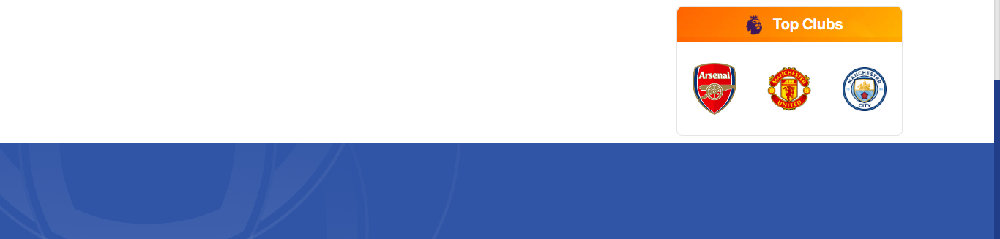 Top Clubs
Arsenal
MANCHESTER
UNITED
MANCHESTER
CITY